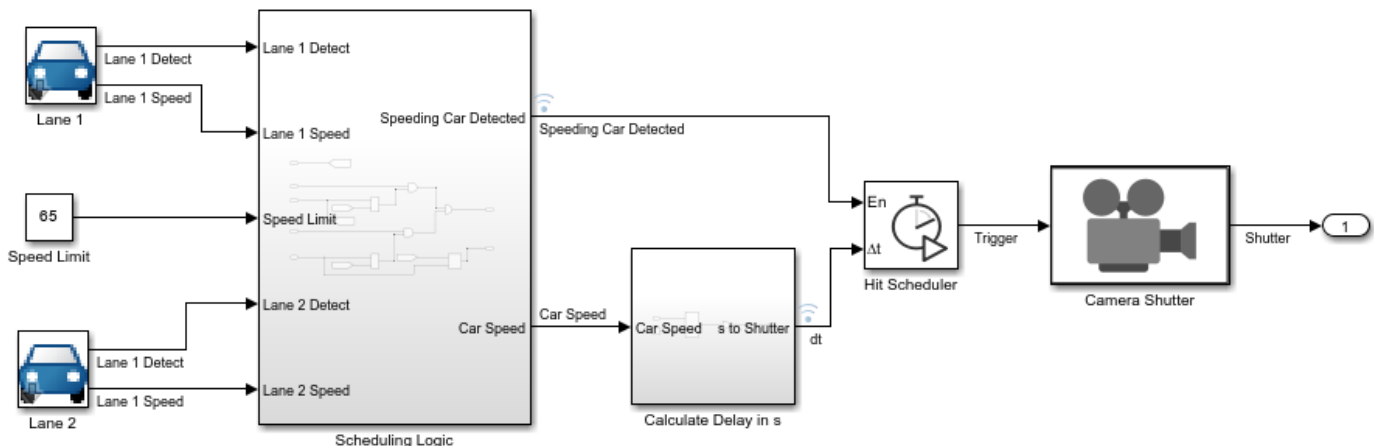 Lane 1 Detect
Lane 1 Speed
Lane 1
65
Speed Limit
Lane 1 Detect
Lane 1 Speed
Lane 2
Lane 1 Detect
Lane 1 Speed
Speed Limit
Lane 2 Detect
Lane 2 Speed
Speeding Car Detected
Car Speed
Scheduling Logic
Speeding Car Detected
Car Speed
Car Speed
s to Shutter
Calculate Delay in s
dt
En
Δt
Hit Scheduler
Trigger
Camera Shutter
Shutter
1